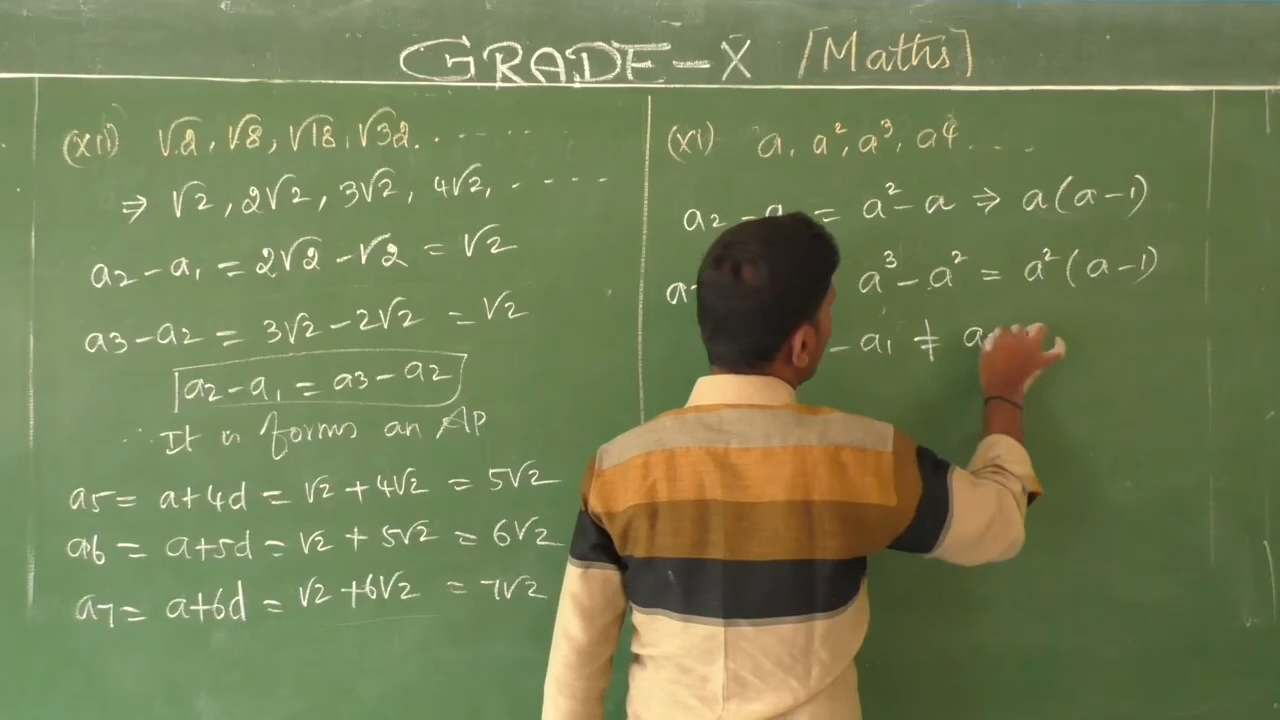 GRADE-X [Maths]
(XII) √2, √8, √18, √32. ......
⇒ √2, 2√2, 3√2, 4√2, .....
a2 - a1 = 2√2 - √2 = √2
a3 - a2 = 3√2 - 2√2 = √2
a2 - a1 = a3 - a2
∴ It is forms an AP
a5 = a+4d = √2 + 4√2 = 5√2
a6 = a+5d = √2 + 5√2 = 6√2
a7 = a+6d = √2 + 6√2 = 7√2
(XI) a, a², a³, a4 ....
a2 - a = a² - a ⇒ a(a-1)
a a³ - a² = a²(a-1)
- a1 ≠ a